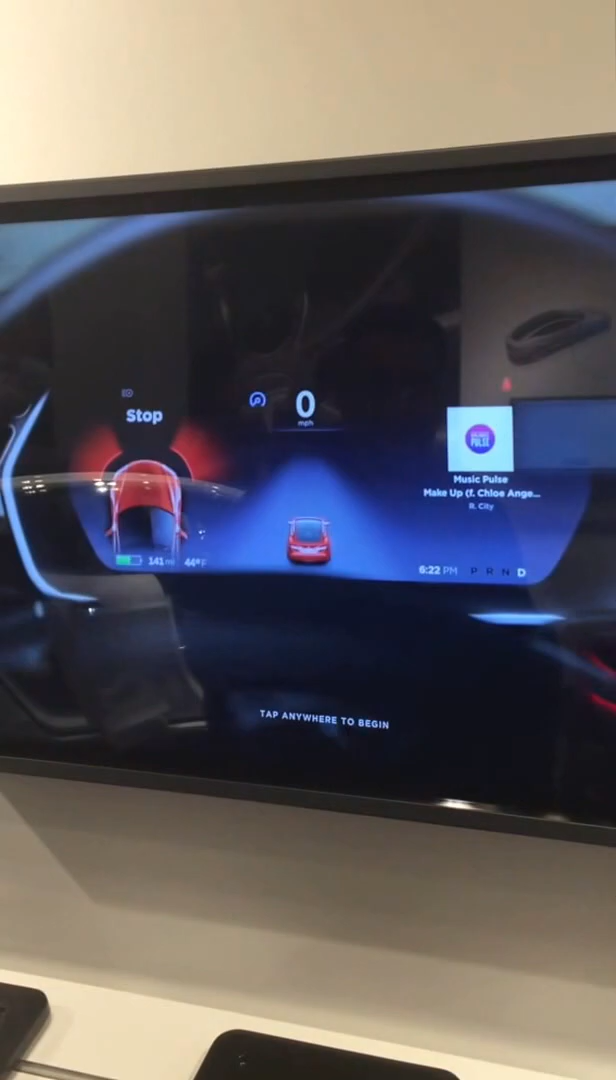 Stop
0
mph
PULSE
Music Pulse
Make Up (f. Chloe Ange...
R. City
141 mi
44°F
6:22 PM P R N D
TAP ANYWHERE TO BEGIN